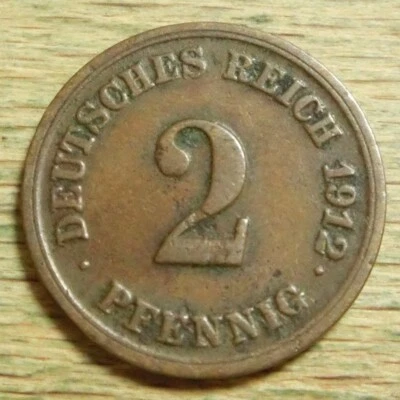 · DEUTSCHES REICH 1912 ·
2
PFENNIG